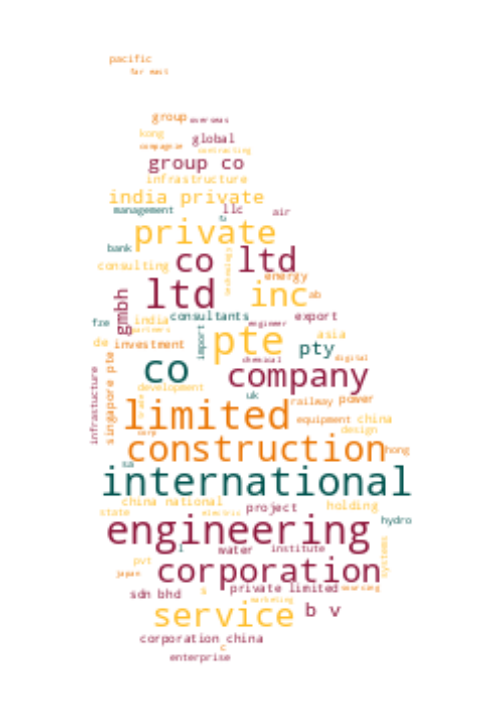 pacific
far east
group overseas
kong global
compagnie contracting
group co
infrastructure
india private
management llc air
private
bank co ltd
consulting technology energy
ltd inc ab
gmbh
fze india consultants engineer export
partners
de investment import pte pty asia
chemical digital
co company
infrastucture singapore pte development uk
limited railway power
corp equipment china
design
construction hong
sa
international
china national project holding
state electric hydro
engineering
l water institute systems
pvt
japan corporation
sdn bhd s private limited sourcing
marketing
service b v
corporation china
c
enterprise